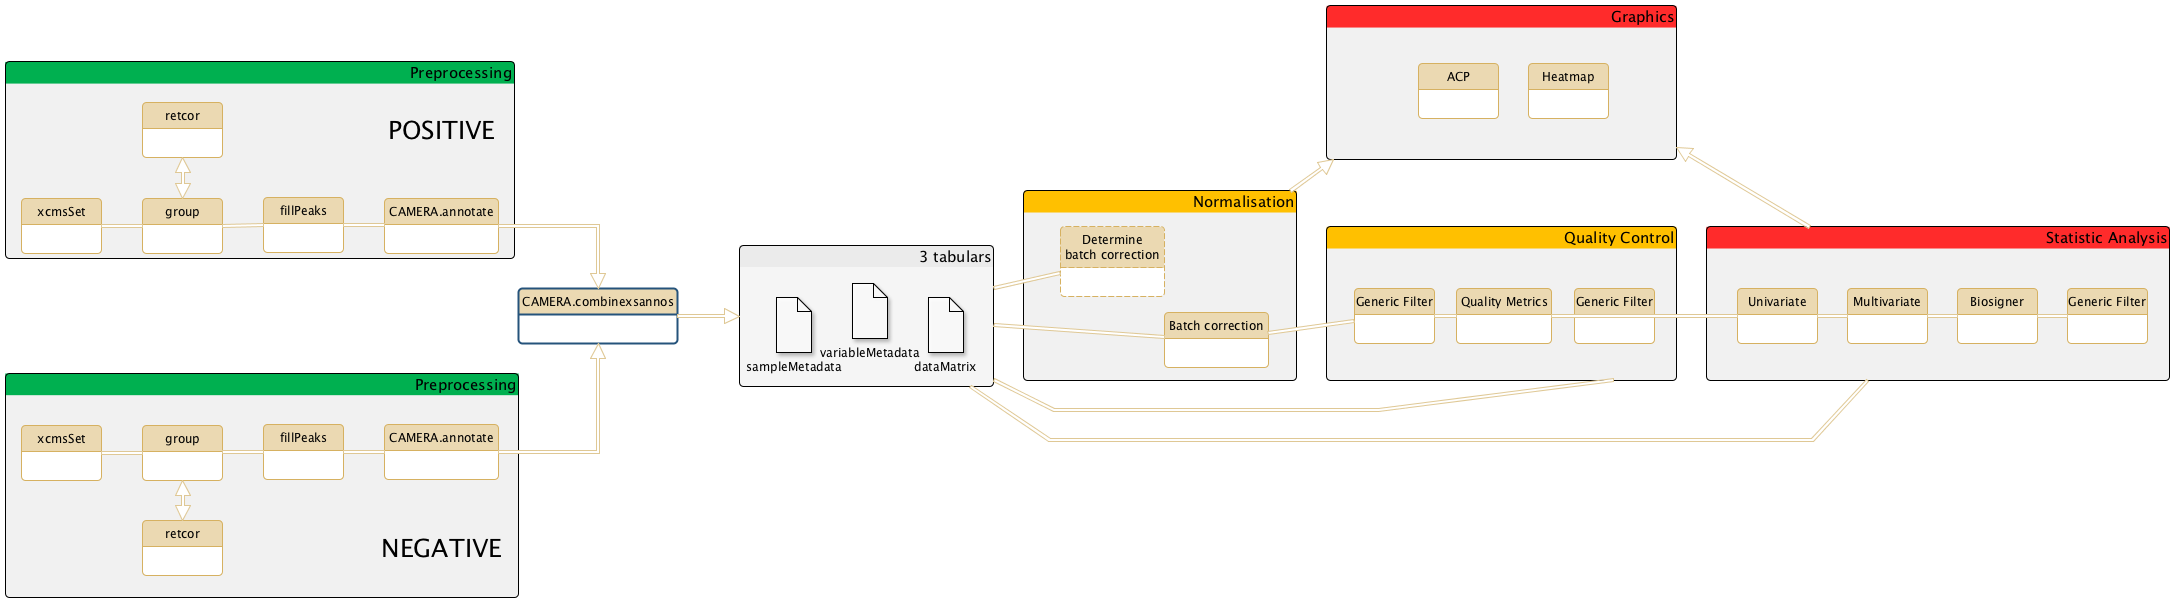 Preprocessing
POSITIVE
retcor
xcmsSet
group
fillPeaks
CAMERA.annotate
Preprocessing
xcmsSet
group
fillPeaks
CAMERA.annotate
retcor
NEGATIVE
CAMERA.combinexsannos
3 tabulars
sampleMetadata
variableMetadata
dataMatrix
Normalisation
Determine
batch correction
Batch correction
Graphics
ACP
Heatmap
Quality Control
Generic Filter
Quality Metrics
Generic Filter
Statistic Analysis
Univariate
Multivariate
Biosigner
Generic Filter